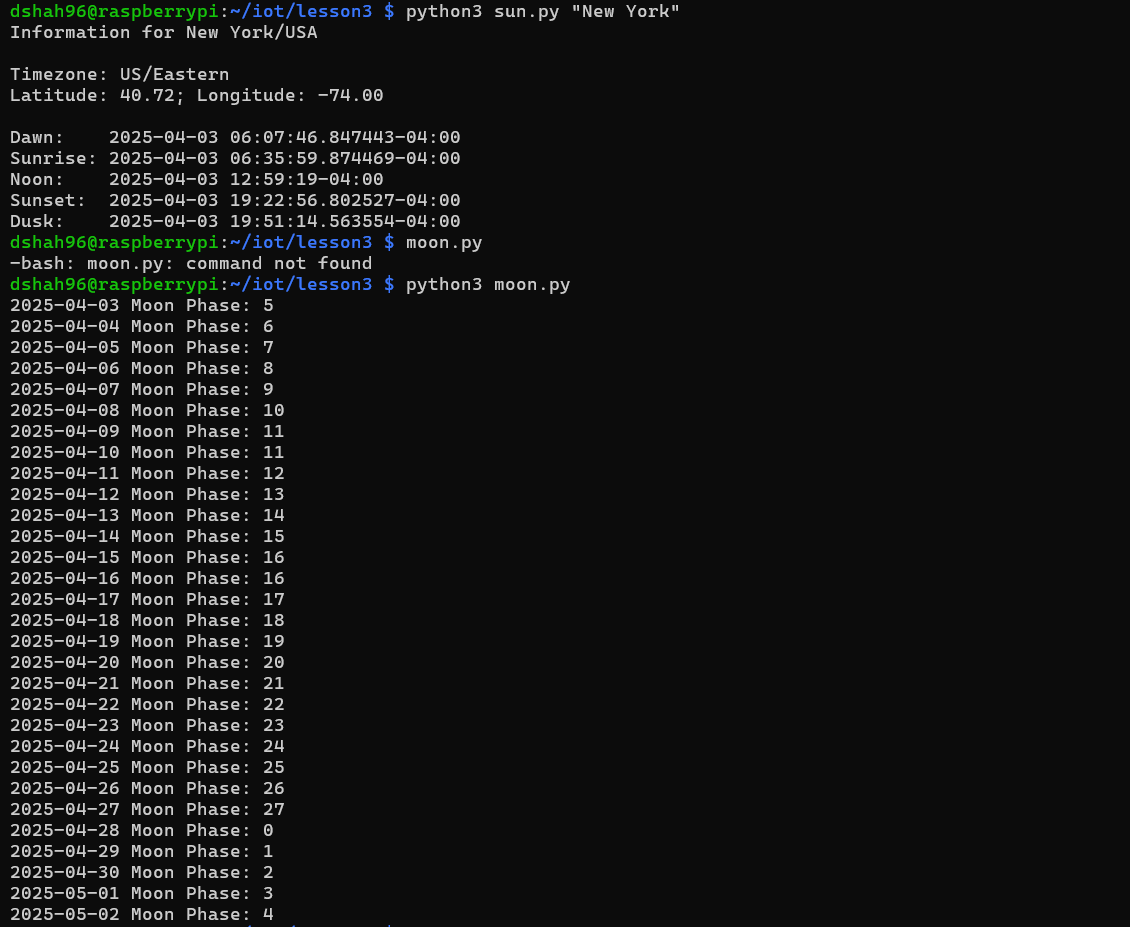 dshah96@raspberrypi:~/iot/lesson3 $ python3 sun.py "New York"
Information for New York/USA
Timezone: US/Eastern
Latitude: 40.72; Longitude: -74.00
Dawn:    2025-04-03 06:07:46.847443-04:00
Sunrise: 2025-04-03 06:35:59.874469-04:00
Noon:    2025-04-03 12:59:19-04:00
Sunset:  2025-04-03 19:22:56.802527-04:00
Dusk:    2025-04-03 19:51:14.563554-04:00
dshah96@raspberrypi:~/iot/lesson3 $ moon.py
-bash: moon.py: command not found
dshah96@raspberrypi:~/iot/lesson3 $ python3 moon.py
2025-04-03 Moon Phase: 5
2025-04-04 Moon Phase: 6
2025-04-05 Moon Phase: 7
2025-04-06 Moon Phase: 8
2025-04-07 Moon Phase: 9
2025-04-08 Moon Phase: 10
2025-04-09 Moon Phase: 11
2025-04-10 Moon Phase: 11
2025-04-11 Moon Phase: 12
2025-04-12 Moon Phase: 13
2025-04-13 Moon Phase: 14
2025-04-14 Moon Phase: 15
2025-04-15 Moon Phase: 16
2025-04-16 Moon Phase: 16
2025-04-17 Moon Phase: 17
2025-04-18 Moon Phase: 18
2025-04-19 Moon Phase: 19
2025-04-20 Moon Phase: 20
2025-04-21 Moon Phase: 21
2025-04-22 Moon Phase: 22
2025-04-23 Moon Phase: 23
2025-04-24 Moon Phase: 24
2025-04-25 Moon Phase: 25
2025-04-26 Moon Phase: 26
2025-04-27 Moon Phase: 27
2025-04-28 Moon Phase: 0
2025-04-29 Moon Phase: 1
2025-04-30 Moon Phase: 2
2025-05-01 Moon Phase: 3
2025-05-02 Moon Phase: 4